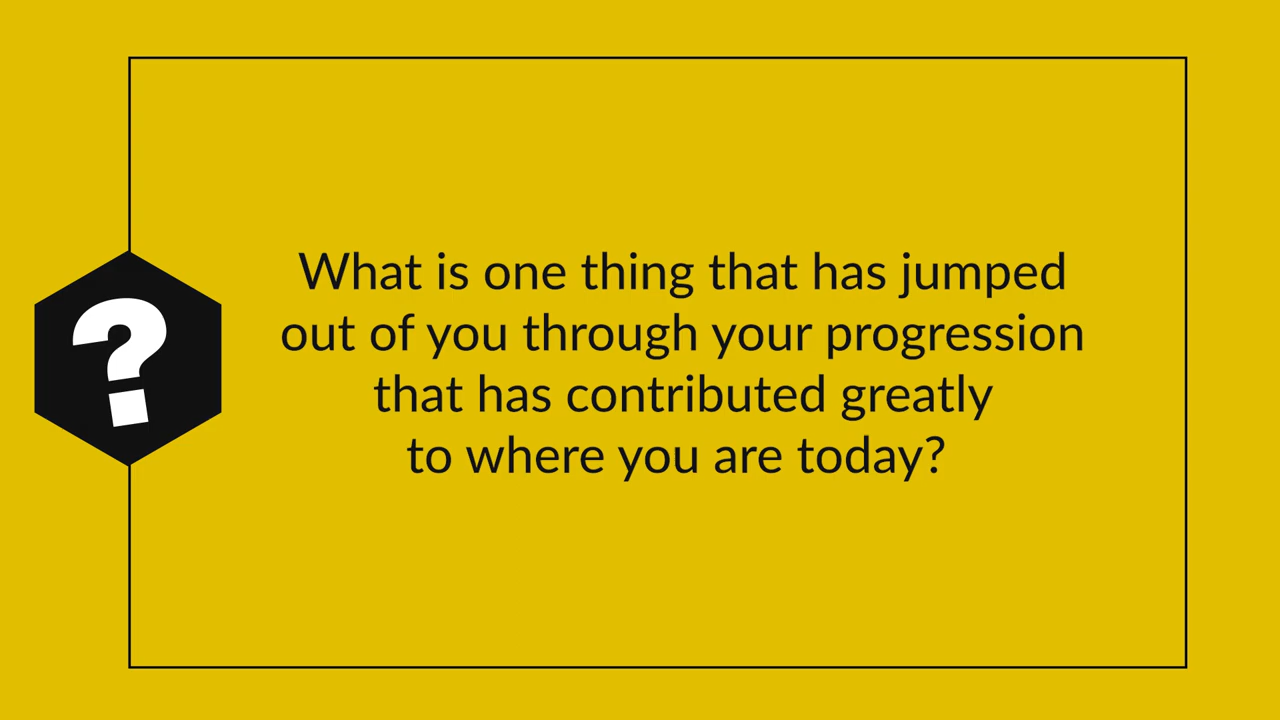 ?
What is one thing that has jumped
out of you through your progression
that has contributed greatly
to where you are today?